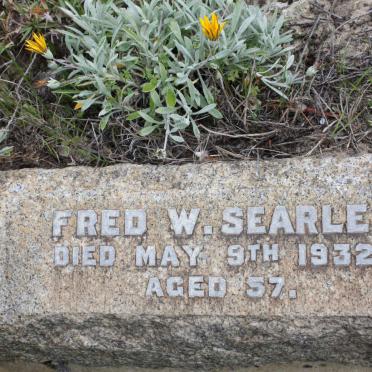 FRED W. SEARLE
DIED MAY. 9TH 1932
AGED 57.